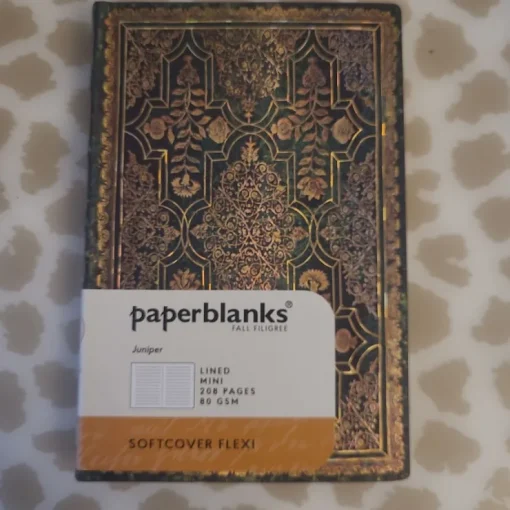 paperblanks®
FALL FILIGREE
Juniper
LINED
MINI
208 PAGES
80 GSM
SOFTCOVER FLEXI